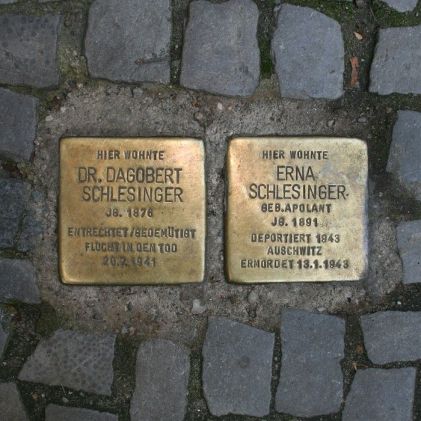 HIER WOHNTE
DR. DAGOBERT
SCHLESINGER
JG. 1876
ENTRECHTET/GEDEMÜTIGT
FLUCHT IN DEN TOD
20.7.1941
HIER WOHNTE
ERNA
SCHLESINGER
GEB. APOLANT
JG. 1891
DEPORTIERT 1943
AUSCHWITZ
ERMORDET 13.1.1943